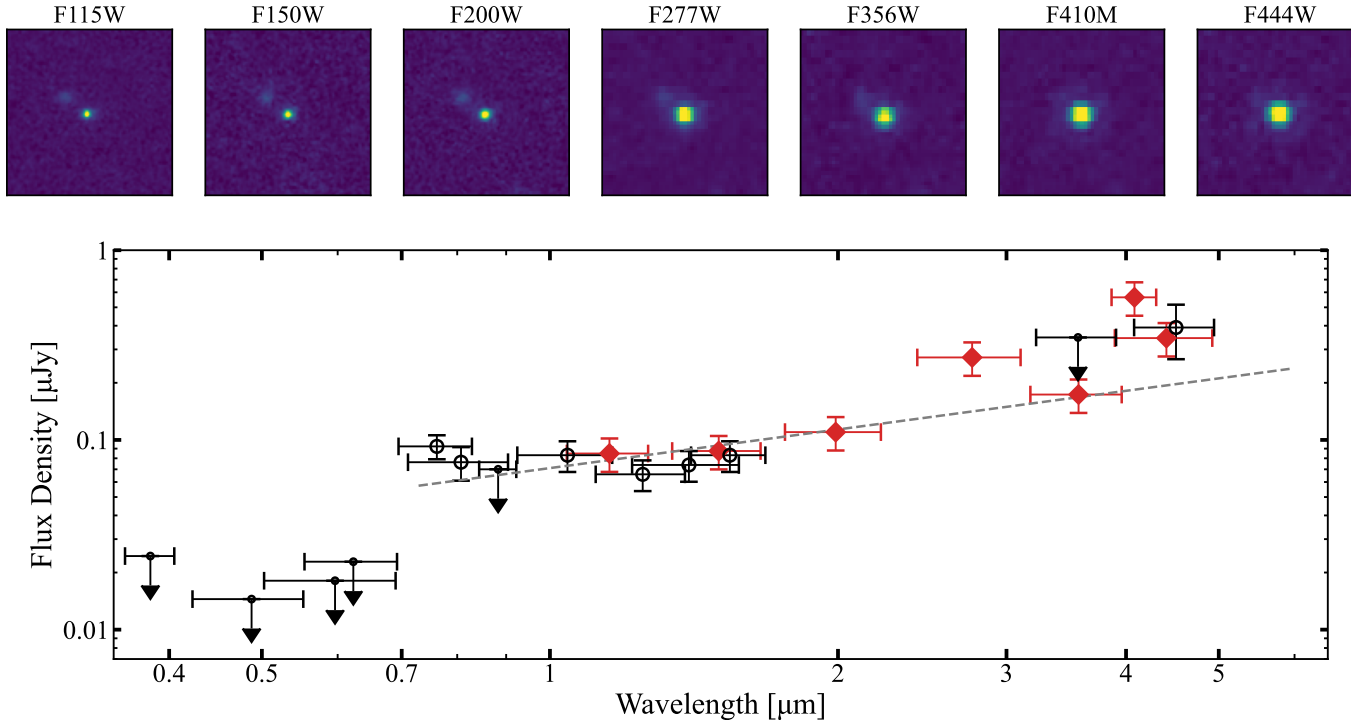 F115W F150W F200W F277W F356W F410M F444W
1
0.1
0.01
Flux Density [μJy]
0.4 0.5 0.7 1 2 3 4 5
Wavelength [μm]